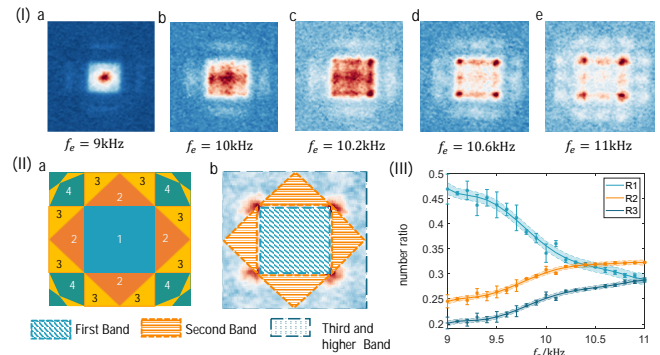 (I) a b c d e
f_e = 9kHz f_e = 10kHz f_e = 10.2kHz f_e = 10.6kHz f_e = 11kHz
(II) a b (III)
4 3 3 4
3 2 3
2 1 2
3 2 3
4 3 3 4
First Band Second Band Third and higher Band
number ratio
0.5
0.45
0.4
0.35
0.3
0.25
0.2
R1
R2
R3
9 9.5 10 10.5 11
f_e/kHz